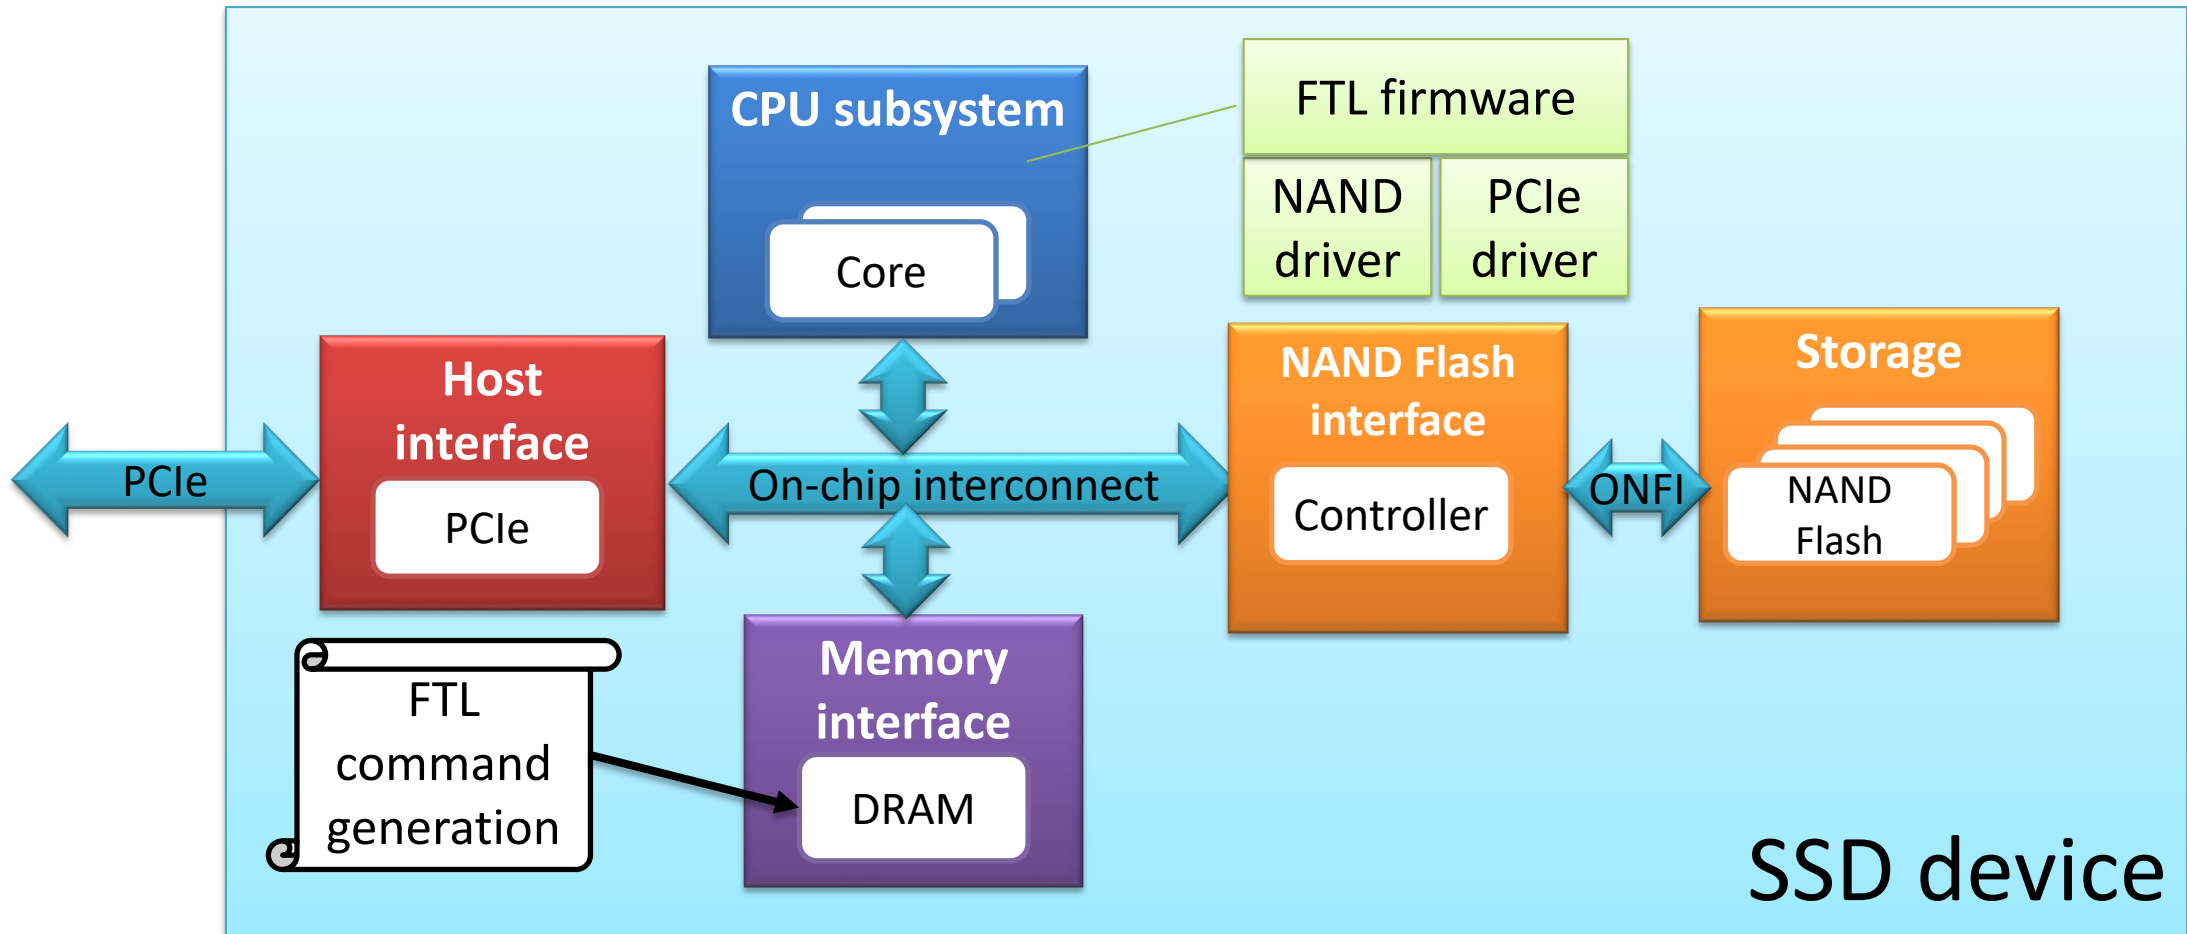 CPU subsystem
Core
FTL firmware
NAND
driver
PCIe
driver
Host
interface
PCIe
PCIe
On-chip interconnect
NAND Flash
interface
Controller
ONFI
Storage
NAND
Flash
FTL
command
generation
Memory
interface
DRAM
SSD device